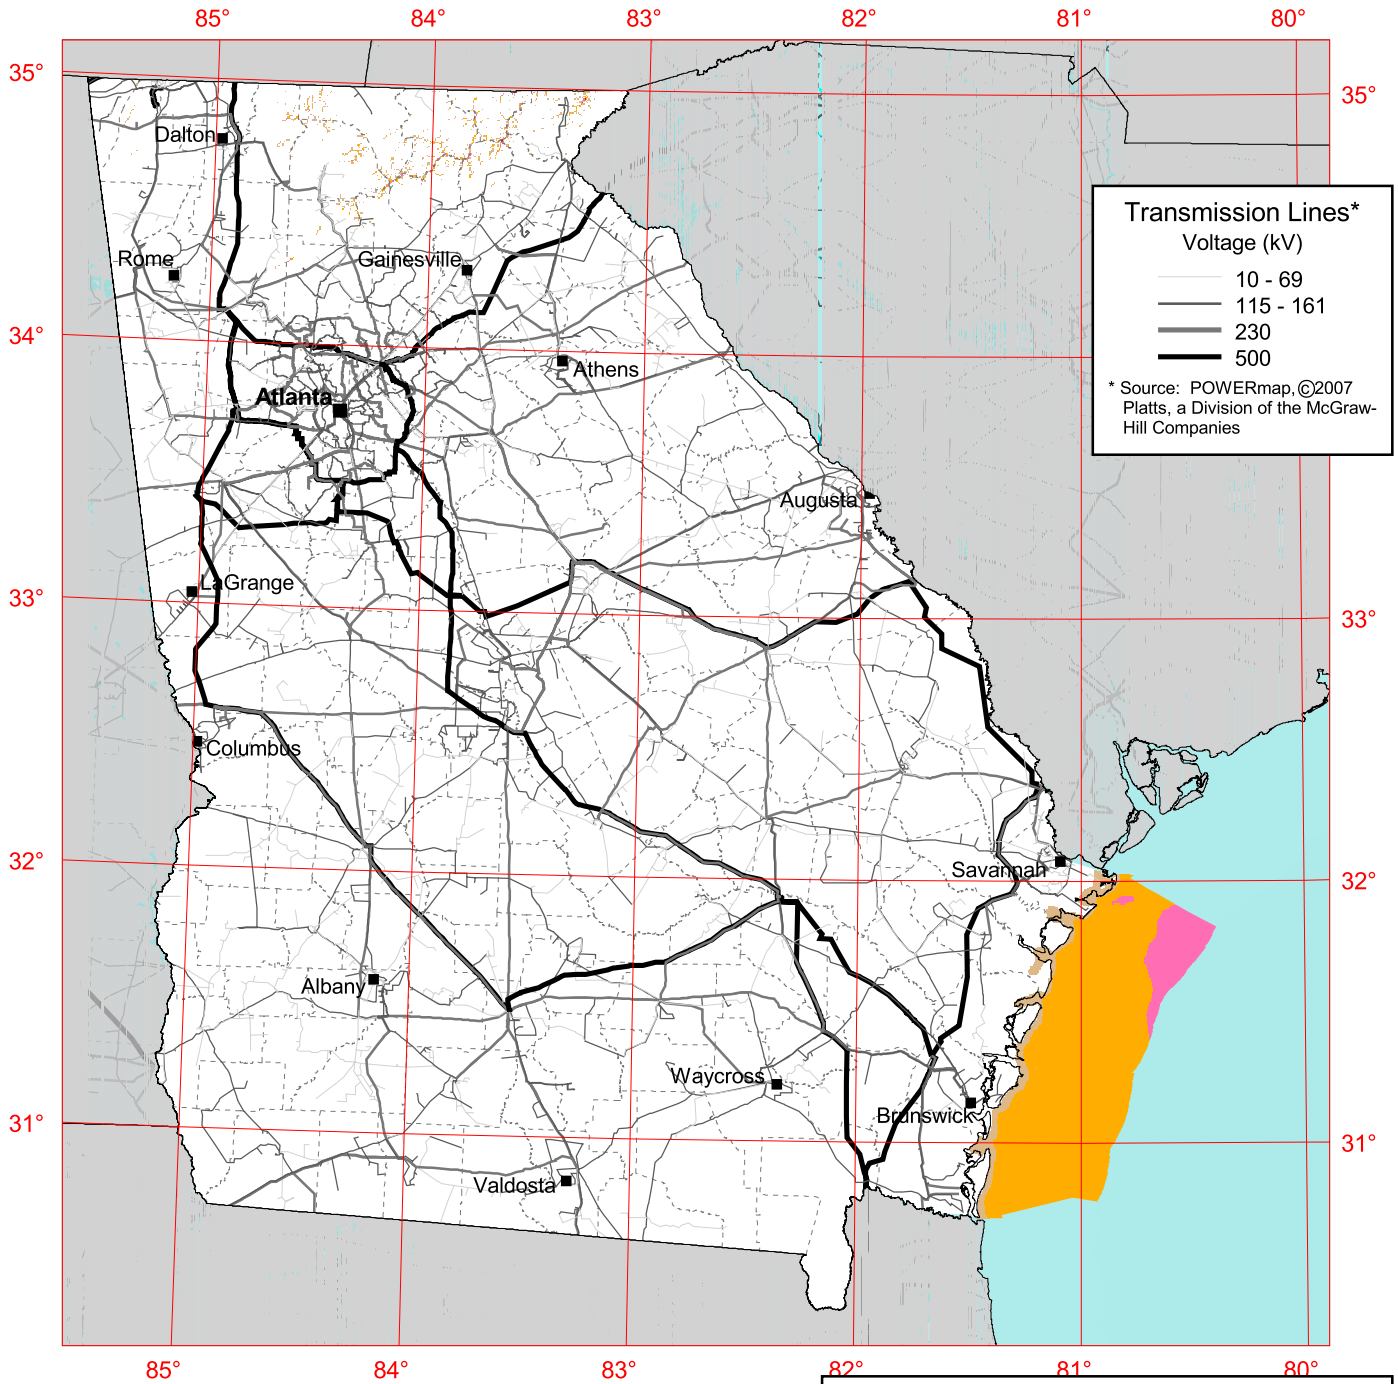 85°
84°
83°
82°
81°
80°
35°
35°
Dalton
Transmission Lines*
Voltage (kV)
10 - 69
115 - 161
230
500
* Source: POWERmap, ©2007
Platts, a Division of the McGraw-
Hill Companies
Rome
Gainesville
34°
34°
Athens
Atlanta
Augusta
LaGrange
33°
33°
Columbus
32°
32°
Savannah
Albany
Waycross
Brunswick
31°
31°
Valdosta
85°
84°
83°
82°
81°
80°